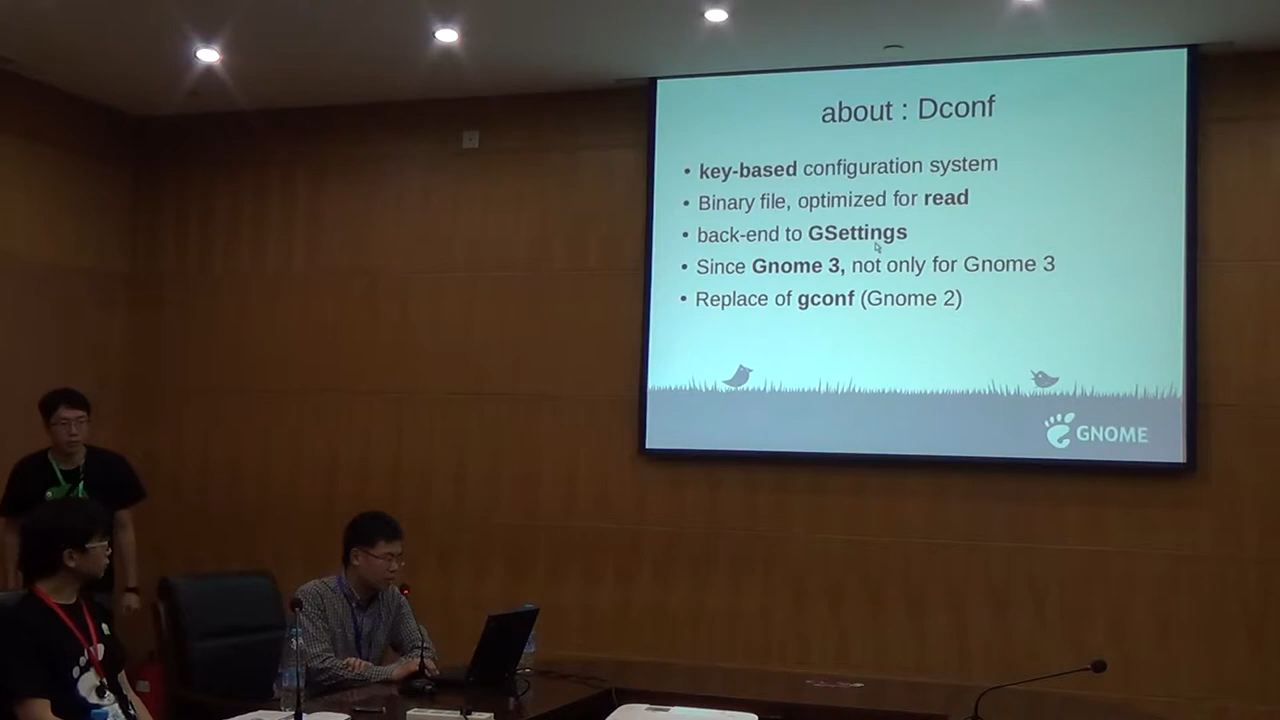 about : Dconf
• key-based configuration system
• Binary file, optimized for read
• back-end to GSettings
• Since Gnome 3, not only for Gnome 3
• Replace of gconf (Gnome 2)
GNOME